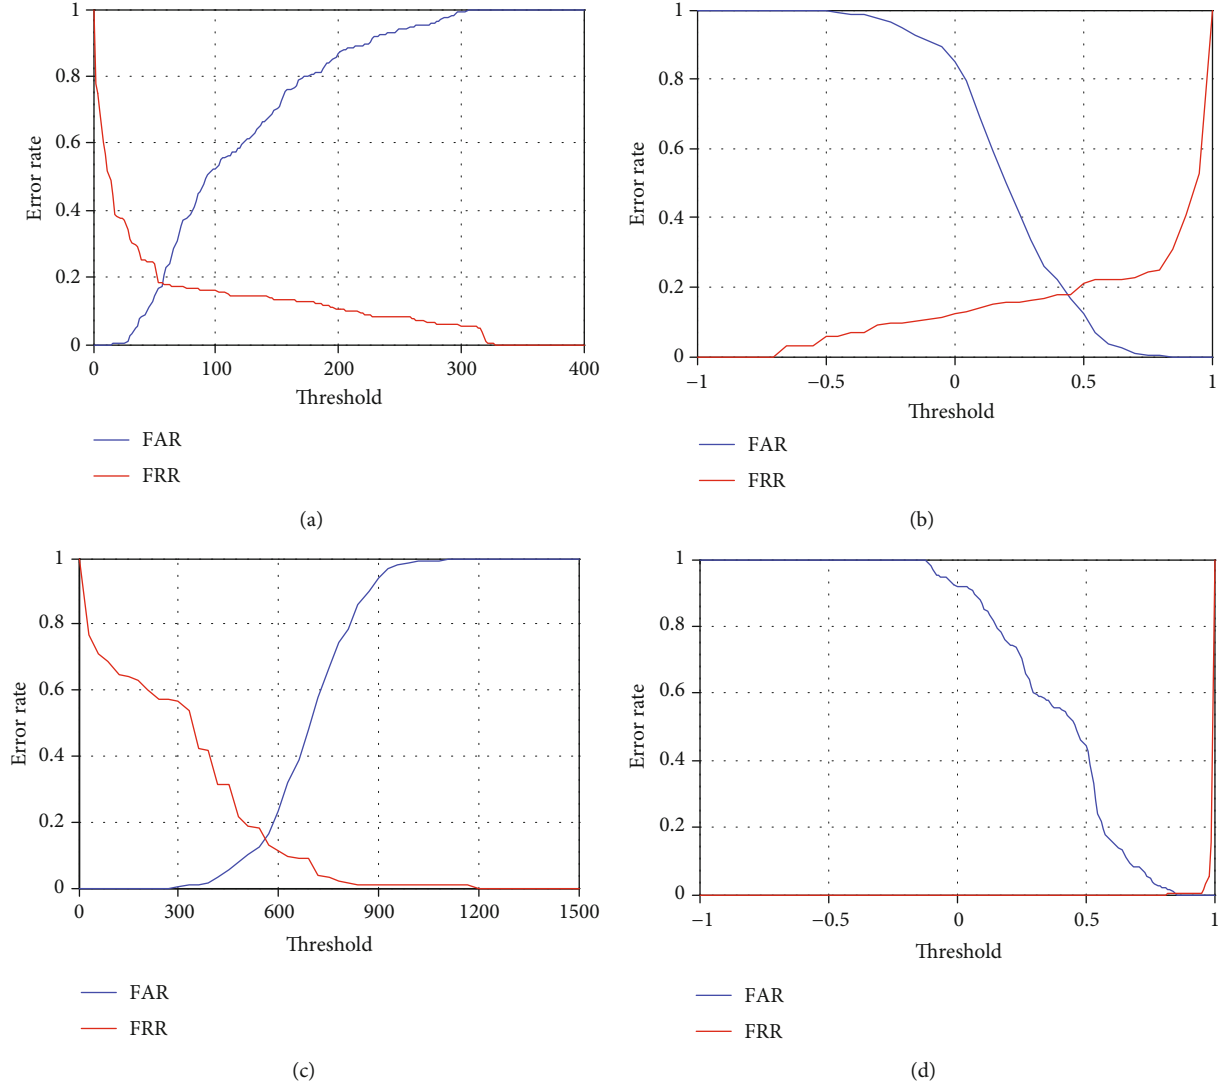 1
0.8
0.6
0.4
0.2
0
Error rate
0 100 200 300 400
Threshold
FAR
FRR
(a)
1
0.8
0.6
0.4
0.2
0
Error rate
−1 −0.5 0 0.5 1
Threshold
FAR
FRR
(b)
1
0.8
0.6
0.4
0.2
0
Error rate
0 300 600 900 1200 1500
Threshold
FAR
FRR
(c)
1
0.8
0.6
0.4
0.2
0
Error rate
−1 −0.5 0 0.5 1
Threshold
FAR
FRR
(d)